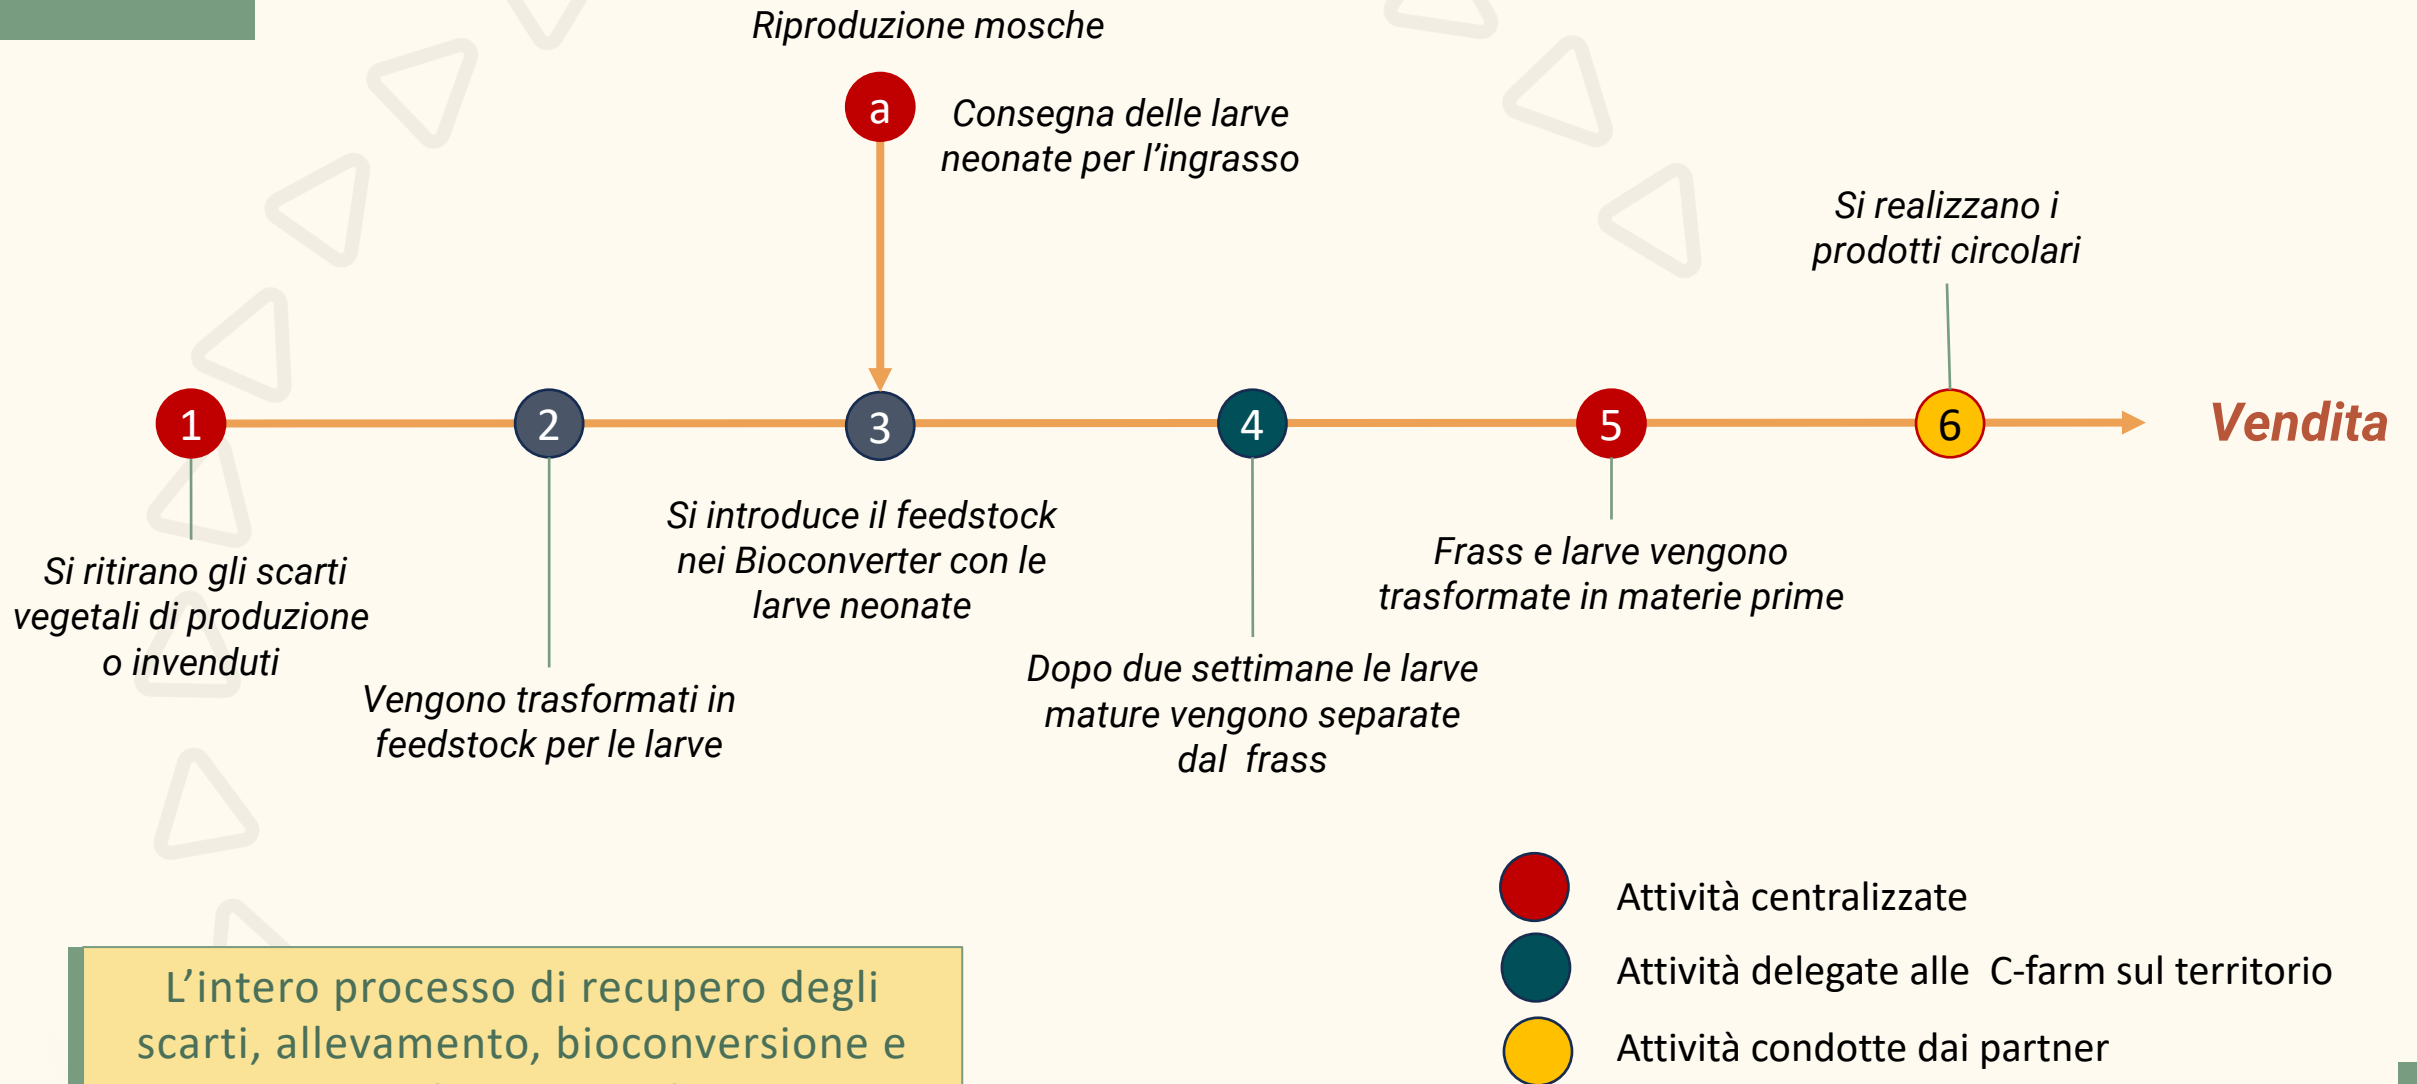 Riproduzione mosche
a
Consegna delle larve
neonate per l’ingrasso
Si realizzano i
prodotti circolari
1
2
3
4
5
6
Vendita
Si ritirano gli scarti
vegetali di produzione
o invenduti
Vengono trasformati in
feedstock per le larve
Si introduce il feedstock
nei Bioconverter con le
larve neonate
Dopo due settimane le larve
mature vengono separate
dal frass
Frass e larve vengono
trasformate in materie prime
Attività centralizzate
Attività delegate alle C-farm sul territorio
Attività condotte dai partner
L’intero processo di recupero degli
scarti, allevamento, bioconversione e